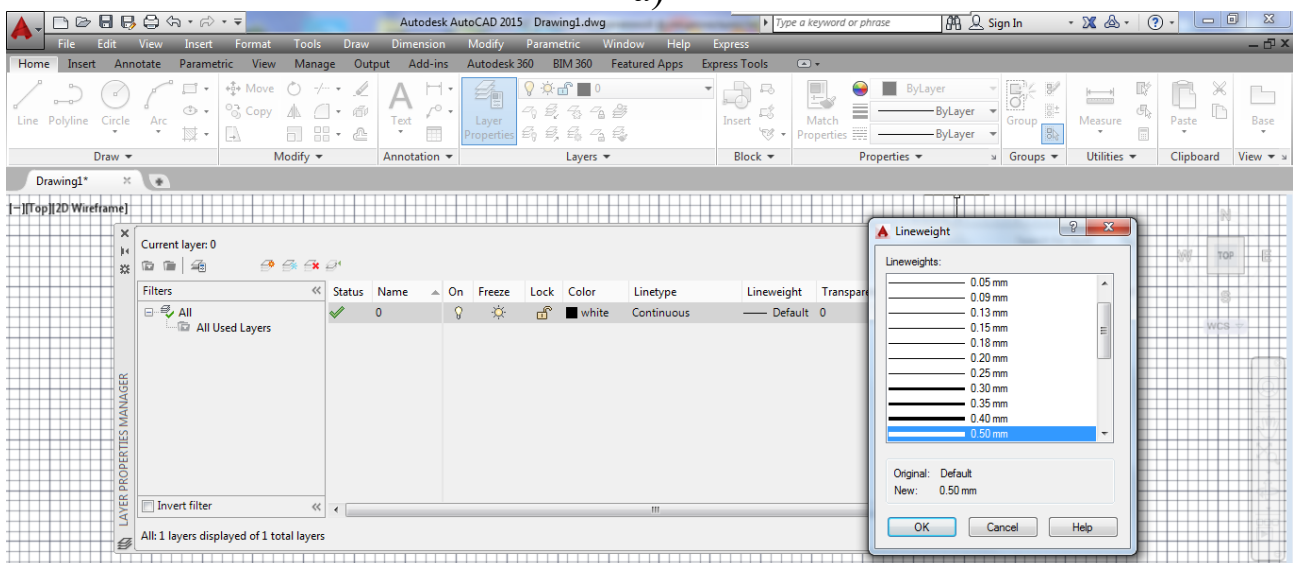 a)
Autodesk AutoCAD 2015 Drawing1.dwg Type a keyword or phrase Sign In
File Edit View Insert Format Tools Draw Dimension Modify Parametric Window Help Express
Home Insert Annotate Parametric View Manage Output Add-ins Autodesk 360 BIM 360 Featured Apps Express Tools
Move 0 ByLayer
Line Polyline Circle Arc Copy Text Layer Properties Insert Match Properties ByLayer Group Measure Paste Base
ByLayer
Draw Modify Annotation Layers Block Properties Groups Utilities Clipboard View
Drawing1*
[-][Top][2D Wireframe]
N
W TOP E
S
WCS
LAYER PROPERTIES MANAGER
Current layer: 0
Filters Status Name On Freeze Lock Color Linetype Lineweight Transpare
All 0 white Continuous Default 0
All Used Layers
Invert filter
All: 1 layers displayed of 1 total layers
Lineweight
Lineweights:
0.05 mm
0.09 mm
0.13 mm
0.15 mm
0.18 mm
0.20 mm
0.25 mm
0.30 mm
0.35 mm
0.40 mm
0.50 mm
Original: Default
New: 0.50 mm
OK Cancel Help